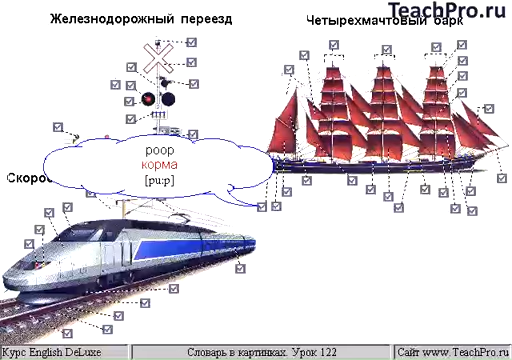 TeachPro.ru
Железнодорожный переезд
Четырехмачтовый барк
poop
корма
[pu:p]
Скорос
Курс English DeLuxe
Словарь в картинках. Урок 122
Сайт www.TeachPro.ru